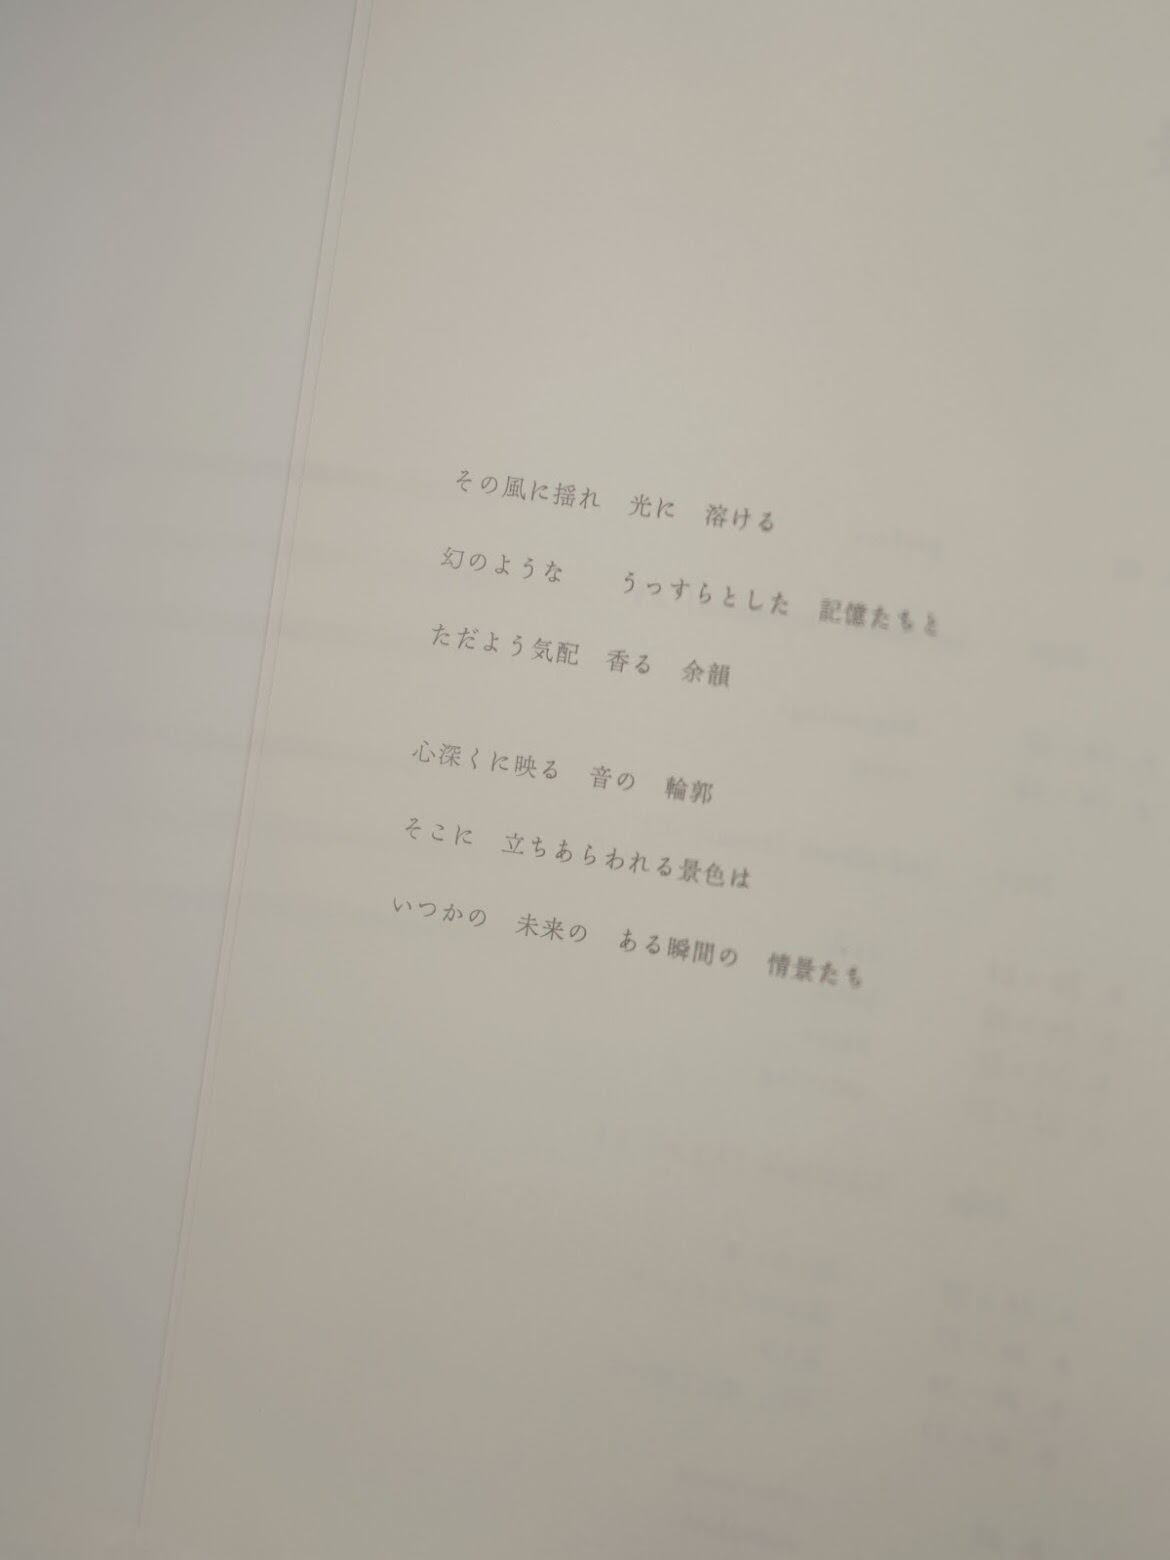 その風に揺れ　光に　溶ける
幻のような　　うっすらとした　記憶たちと
ただよう気配　香る　余韻
心深くに映る　音の　輪郭
そこに　立ちあらわれる景色は
いつかの　未来の　ある瞬間の　情景たち